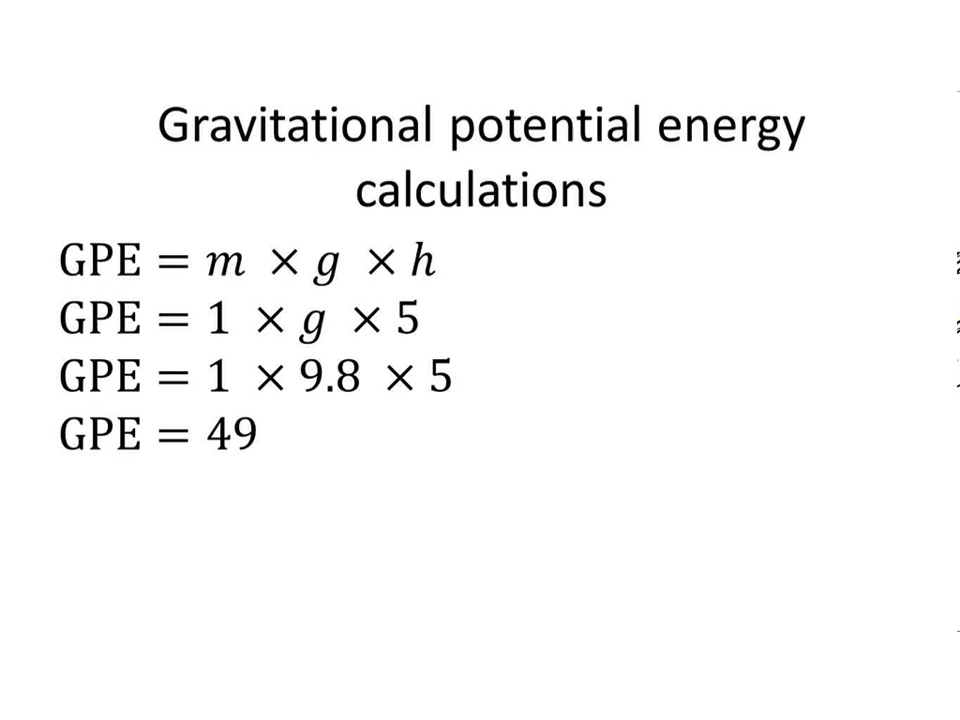 Gravitational potential energy
calculations
GPE = m × g × h
GPE = 1 × g × 5
GPE = 1 × 9.8 × 5
GPE = 49